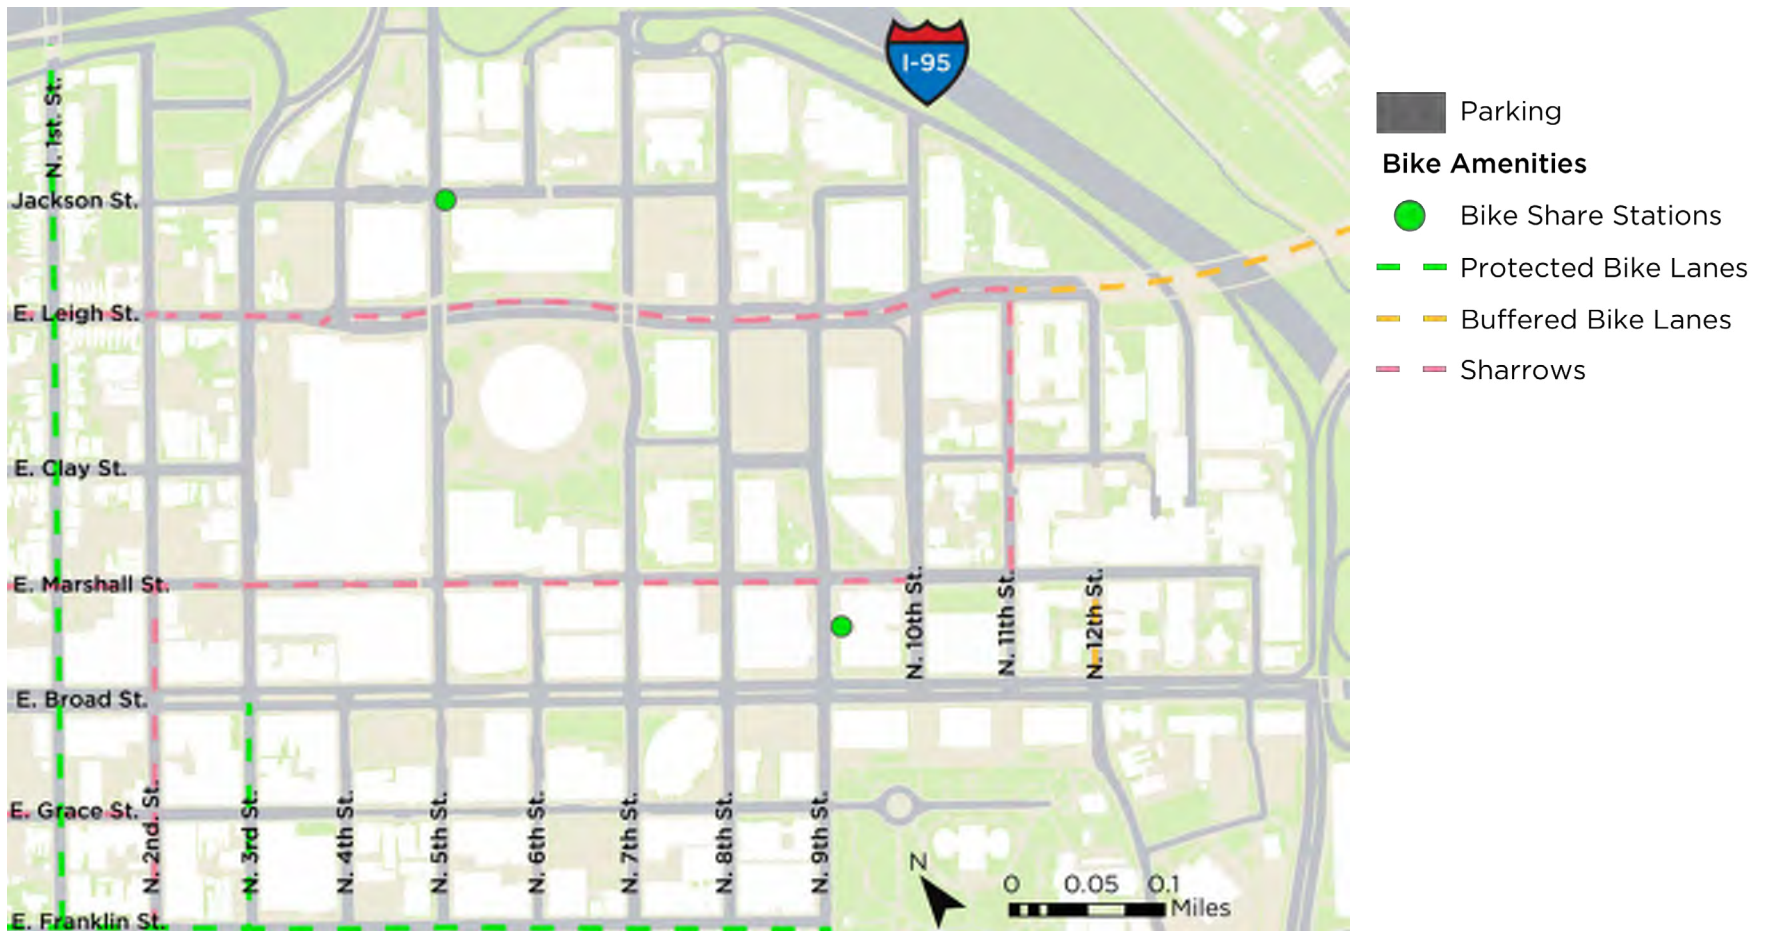 I-95
N. 1st. St.
Jackson St.
E. Leigh St.
E. Clay St.
E. Marshall St.
N. 10th St.
N. 11th St.
N. 12th St.
E. Broad St.
E. Grace St.
N. 2nd. St.
N. 3rd St.
N. 4th St.
N. 5th St.
N. 6th St.
N. 7th St.
N. 8th St.
N. 9th St.
E. Franklin St.
N
0 0.05 0.1
Miles
Parking
Bike Amenities
Bike Share Stations
Protected Bike Lanes
Buffered Bike Lanes
Sharrows